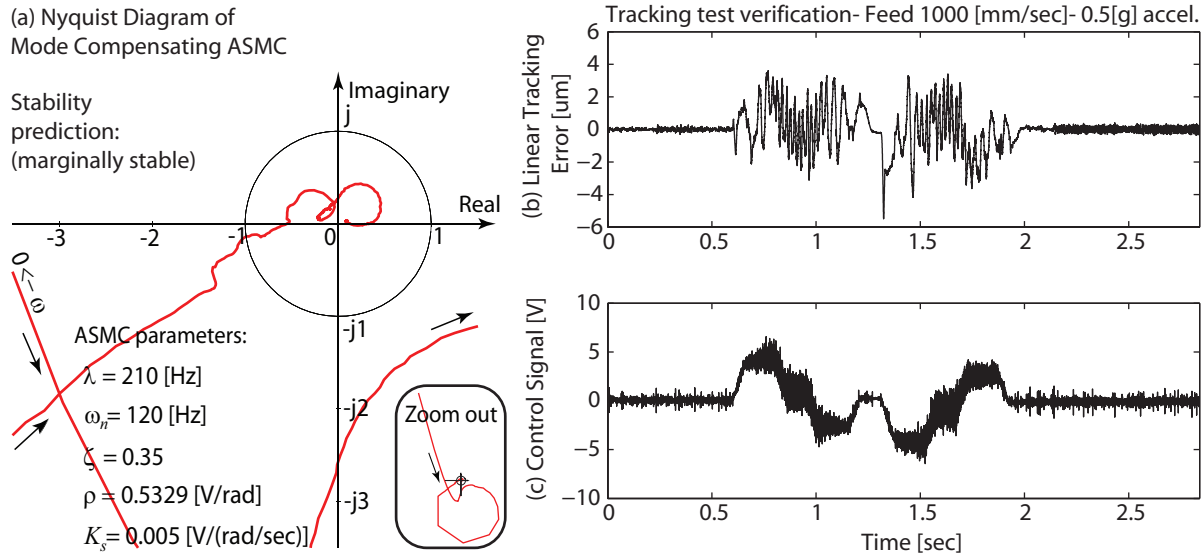 (a) Nyquist Diagram of
Mode Compensating ASMC
Stability
prediction:
(marginally stable)
Imaginary
j
Real
-3
-2
-1
0
1
-j1
-j2
-j3
0<-ω
ASMC parameters:
λ = 210 [Hz]
ωn= 120 [Hz]
ζ = 0.35
ρ = 0.5329 [V/rad]
Ks= 0.005 [V/(rad/sec)]
Zoom out
Tracking test verification- Feed 1000 [mm/sec]- 0.5[g] accel.
(b) Linear Tracking
Error [um]
6
4
2
0
−2
−4
−6
0
0.5
1
1.5
2
2.5
(c) Control Signal [V]
10
5
0
−5
−10
0
0.5
1
1.5
2
2.5
Time [sec]